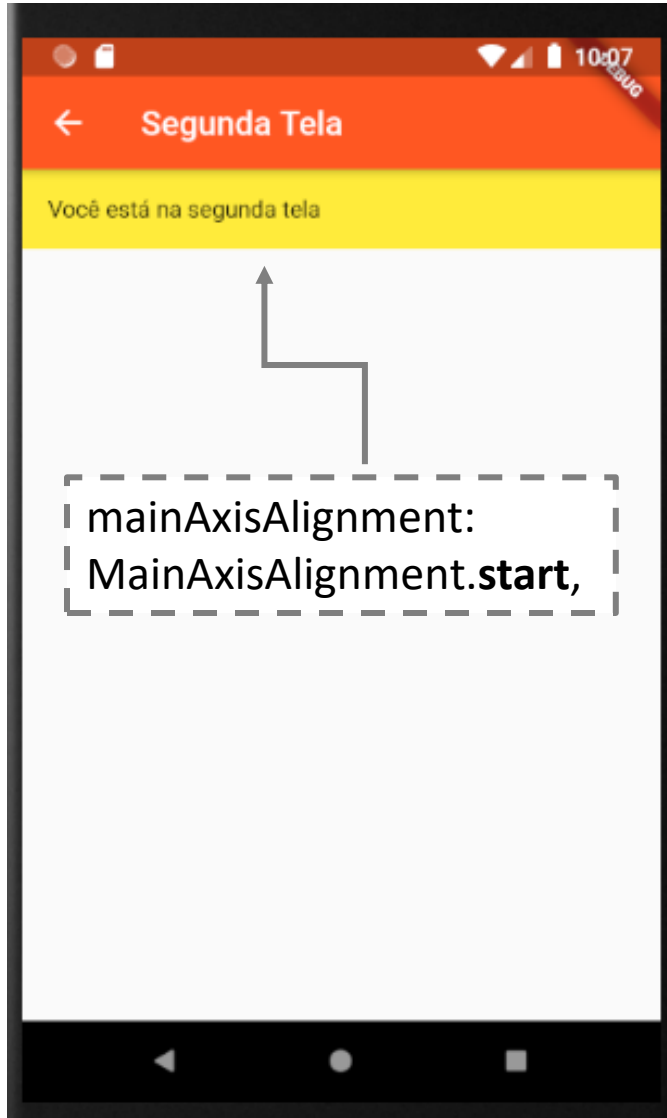 10:07
DEBUG
Segunda Tela
Você está na segunda tela
mainAxisAlignment:
MainAxisAlignment.start,